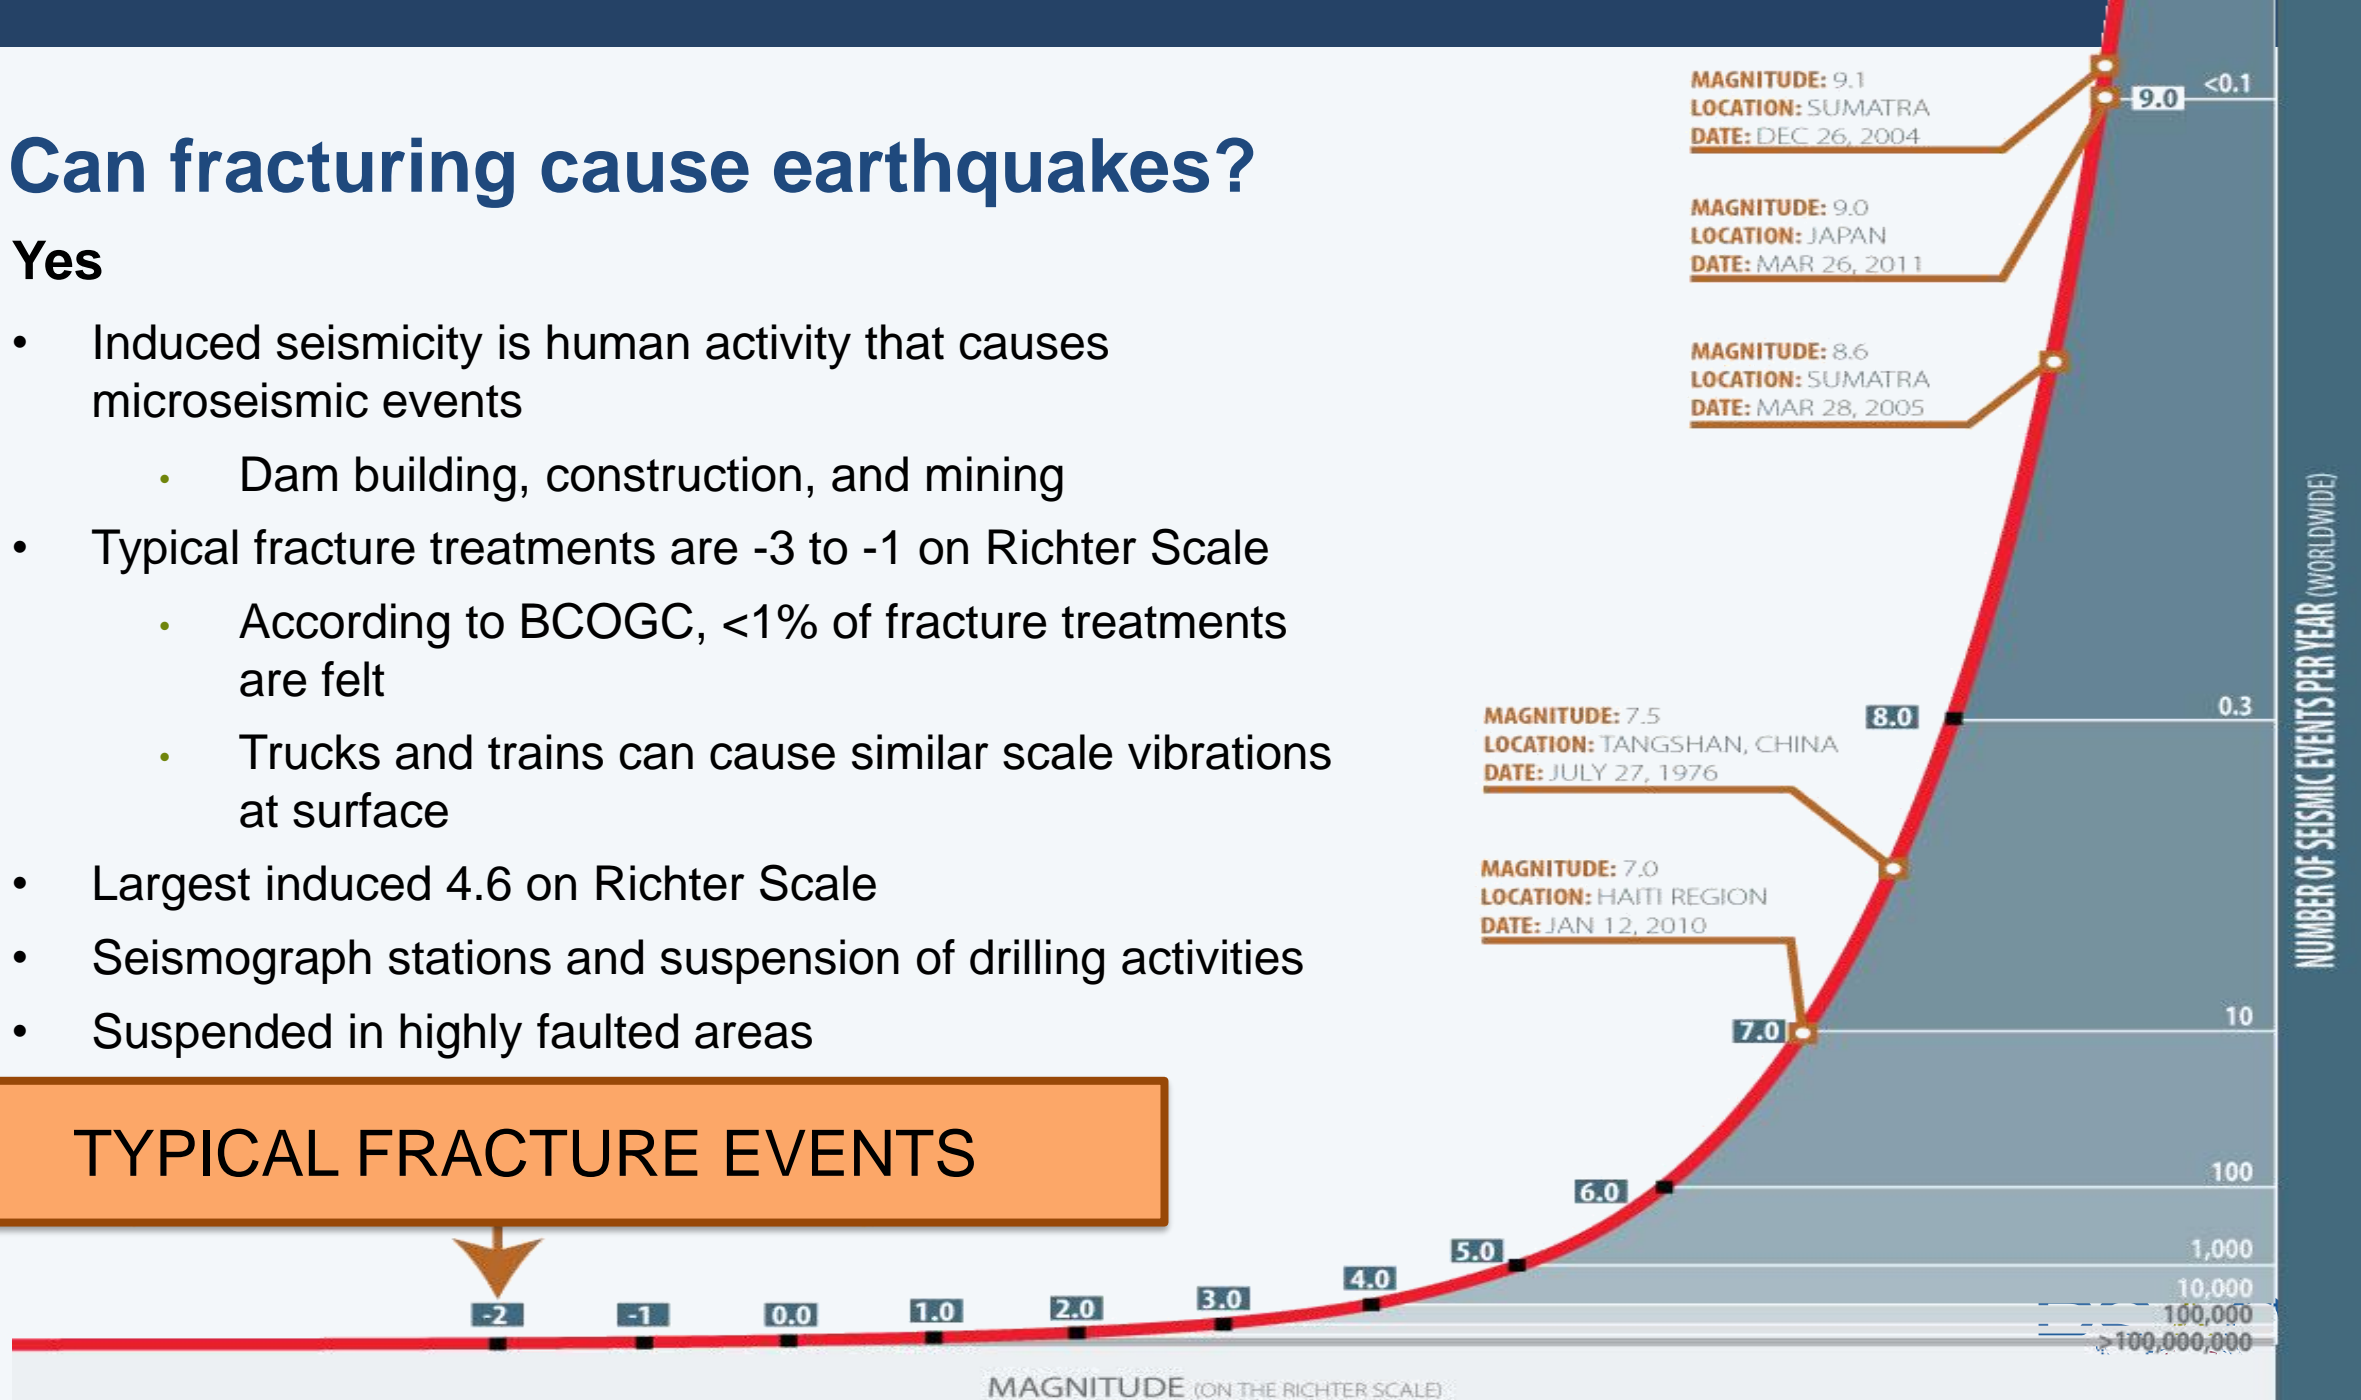 Can fracturing cause earthquakes?
Yes
• Induced seismicity is human activity that causes
microseismic events
• Dam building, construction, and mining
• Typical fracture treatments are -3 to -1 on Richter Scale
• According to BCOGC, <1% of fracture treatments
are felt
• Trucks and trains can cause similar scale vibrations
at surface
• Largest induced 4.6 on Richter Scale
• Seismograph stations and suspension of drilling activities
• Suspended in highly faulted areas
TYPICAL FRACTURE EVENTS
MAGNITUDE: 9.1
LOCATION: SUMATRA
DATE: DEC 26, 2004
MAGNITUDE: 9.0
LOCATION: JAPAN
DATE: MAR 26, 2011
MAGNITUDE: 8.6
LOCATION: SUMATRA
DATE: MAR 28, 2005
MAGNITUDE: 7.5
LOCATION: TANGSHAN, CHINA
DATE: JULY 27, 1976
MAGNITUDE: 7.0
LOCATION: HAITI REGION
DATE: JAN 12, 2010
-2
-1
0.0
1.0
2.0
3.0
4.0
5.0
6.0
7.0
8.0
9.0
<0.1
0.3
10
100
1,000
10,000
100,000
>100,000,000
NUMBER OF SEISMIC EVENTS PER YEAR (WORLDWIDE)
MAGNITUDE (ON THE RICHTER SCALE)